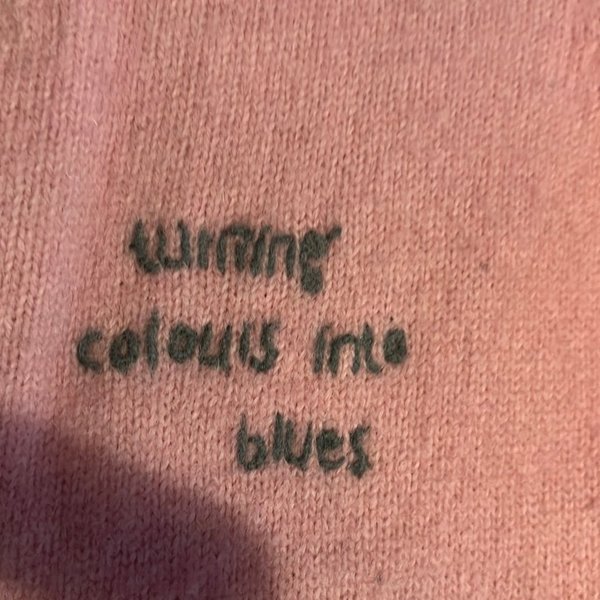 turning
colours into
blues